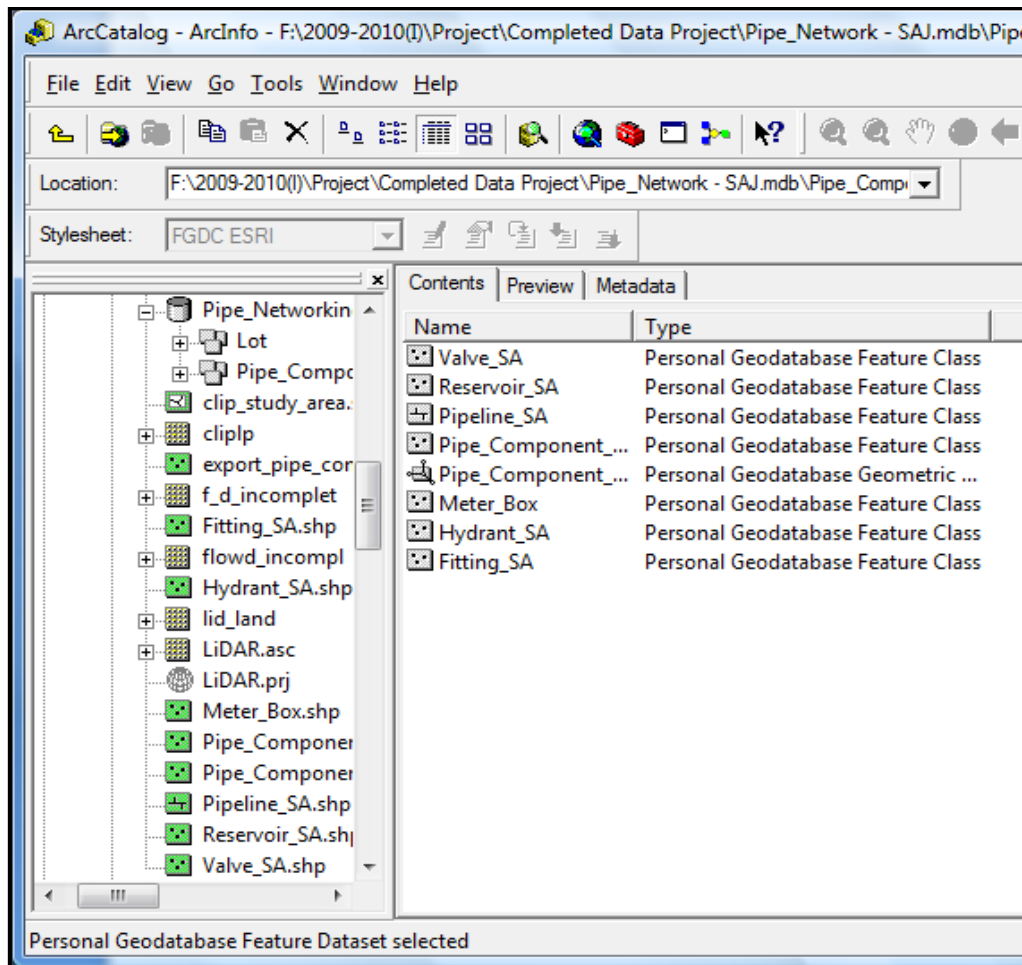 ArcCatalog - ArcInfo - F:\2009-2010(I)\Project\Completed Data Project\Pipe_Network - SAJ.mdb\Pipe
File Edit View Go Tools Window Help
Location: F:\2009-2010(I)\Project\Completed Data Project\Pipe_Network - SAJ.mdb\Pipe_Comp
Stylesheet: FGDC ESRI
Contents Preview Metadata
Name Type
Valve_SA Personal Geodatabase Feature Class
Reservoir_SA Personal Geodatabase Feature Class
Pipeline_SA Personal Geodatabase Feature Class
Pipe_Component_... Personal Geodatabase Feature Class
Pipe_Component_... Personal Geodatabase Geometric ...
Meter_Box Personal Geodatabase Feature Class
Hydrant_SA Personal Geodatabase Feature Class
Fitting_SA Personal Geodatabase Feature Class
Pipe_Networkin
Lot
Pipe_Compo
clip_study_area.
cliplp
export_pipe_cor
f_d_incomplet
Fitting_SA.shp
flowd_incompl
Hydrant_SA.shp
lid_land
LiDAR.asc
LiDAR.prj
Meter_Box.shp
Pipe_Componer
Pipe_Componer
Pipeline_SA.shp
Reservoir_SA.shp
Valve_SA.shp
Personal Geodatabase Feature Dataset selected